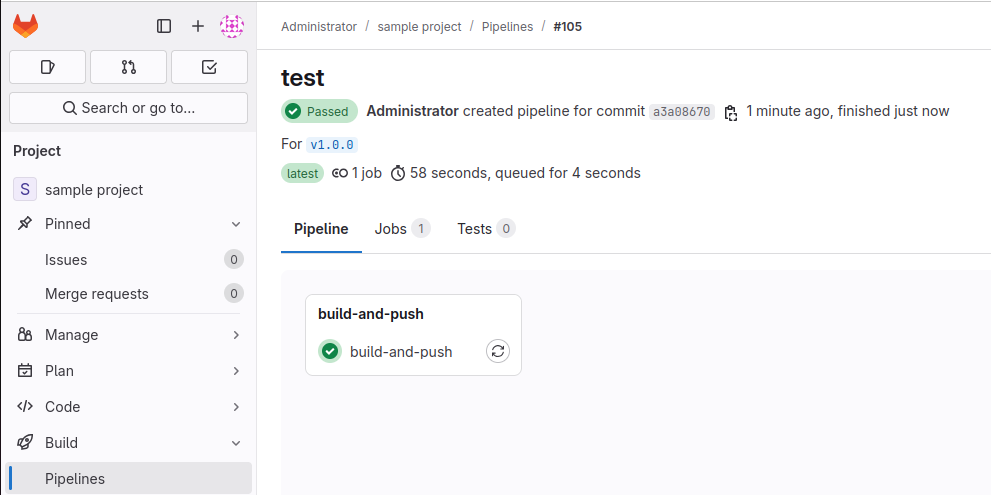 Administrator / sample project / Pipelines / #105
Search or go to...
Project
S sample project
Pinned
Issues 0
Merge requests 0
Manage
Plan
Code
Build
Pipelines
test
Passed Administrator created pipeline for commit a3a08670 1 minute ago, finished just now
For v1.0.0
latest 1 job 58 seconds, queued for 4 seconds
Pipeline Jobs 1 Tests 0
build-and-push
build-and-push